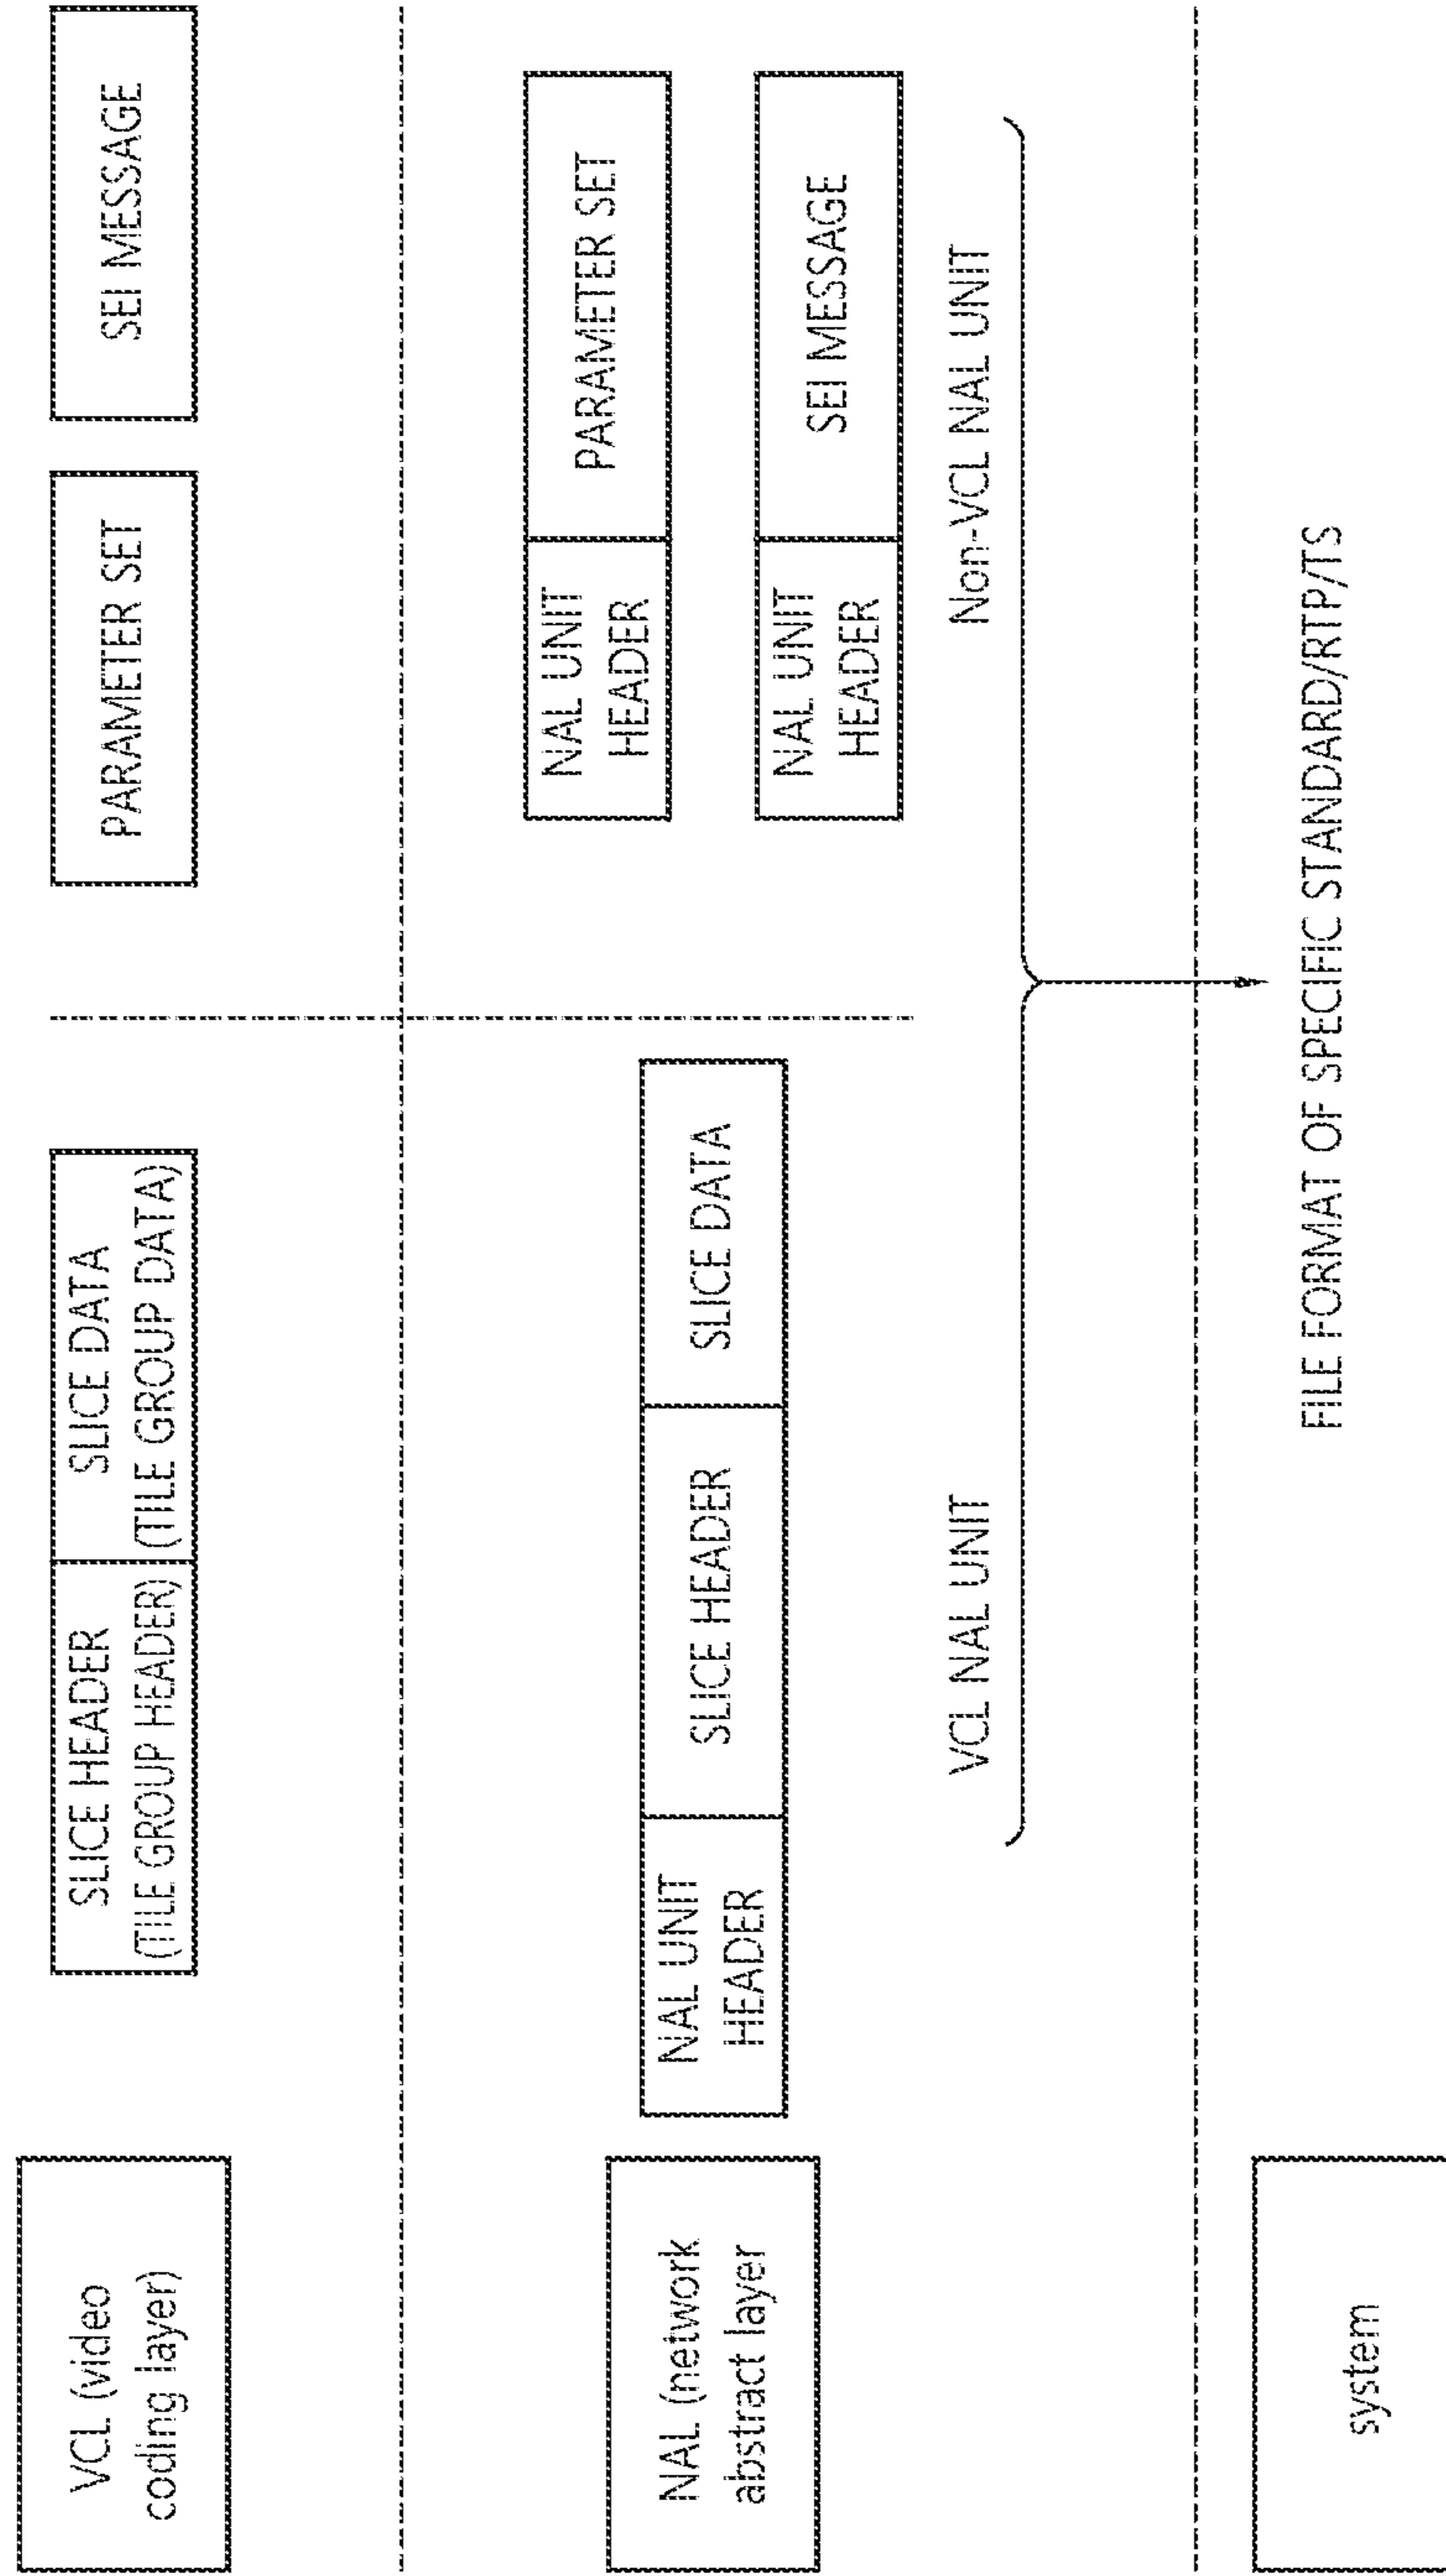 VCL (video
coding layer)
SLICE HEADER
(TILE GROUP HEADER)
SLICE DATA
(TILE GROUP DATA)
PARAMETER SET
SEI MESSAGE
NAL (network
abstract layer
NAL UNIT
HEADER
SLICE HEADER
SLICE DATA
NAL UNIT
HEADER
PARAMETER SET
NAL UNIT
HEADER
SEI MESSAGE
VCL NAL UNIT
Non-VCL NAL UNIT
system
FILE FORMAT OF SPECIFIC STANDARD/RTP/TS